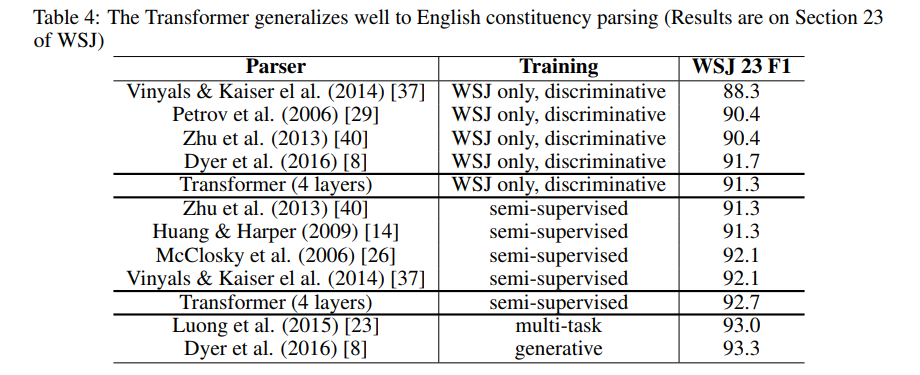 Table 4: The Transformer generalizes well to English constituency parsing (Results are on Section 23
of WSJ)
Parser Training WSJ 23 F1
Vinyals & Kaiser el al. (2014) [37] WSJ only, discriminative 88.3
Petrov et al. (2006) [29] WSJ only, discriminative 90.4
Zhu et al. (2013) [40] WSJ only, discriminative 90.4
Dyer et al. (2016) [8] WSJ only, discriminative 91.7
Transformer (4 layers) WSJ only, discriminative 91.3
Zhu et al. (2013) [40] semi-supervised 91.3
Huang & Harper (2009) [14] semi-supervised 91.3
McClosky et al. (2006) [26] semi-supervised 92.1
Vinyals & Kaiser el al. (2014) [37] semi-supervised 92.1
Transformer (4 layers) semi-supervised 92.7
Luong et al. (2015) [23] multi-task 93.0
Dyer et al. (2016) [8] generative 93.3